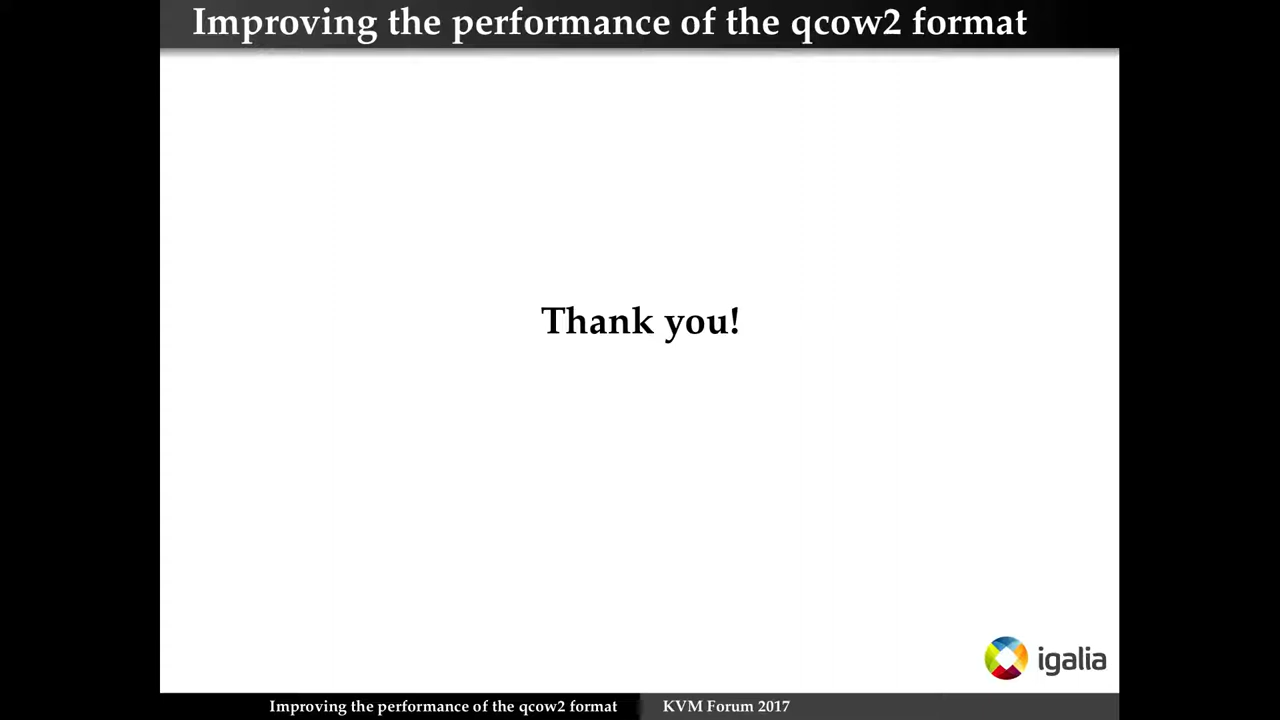 Improving the performance of the qcow2 format
Thank you!
igalia
Improving the performance of the qcow2 format
KVM Forum 2017